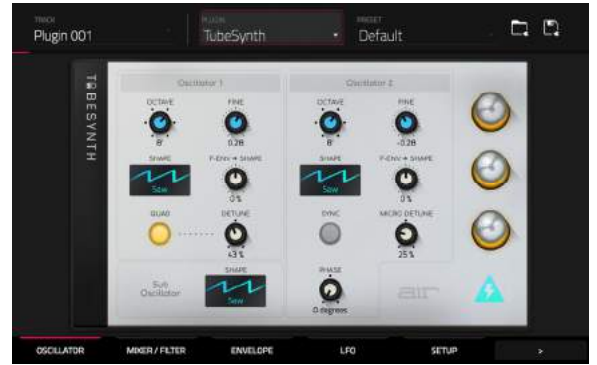 TRACK
Plugin 001
PLUGIN
TubeSynth
PRESET
Default
TUBESYNTH
Oscillator 1
Oscillator 2
OCTAVE
FINE
OCTAVE
FINE
8'
0.28
8'
-0.28
SHAPE
F-ENV → SHAPE
SHAPE
F-ENV → SHAPE
Saw
0 %
Saw
0 %
QUAD
DETUNE
SYNC
MICRO DETUNE
43 %
25 %
Sub
Oscillator
SHAPE
Saw
PHASE
0 degrees
air
OSCILLATOR
MIXER / FILTER
ENVELOPE
LFO
SETUP
>